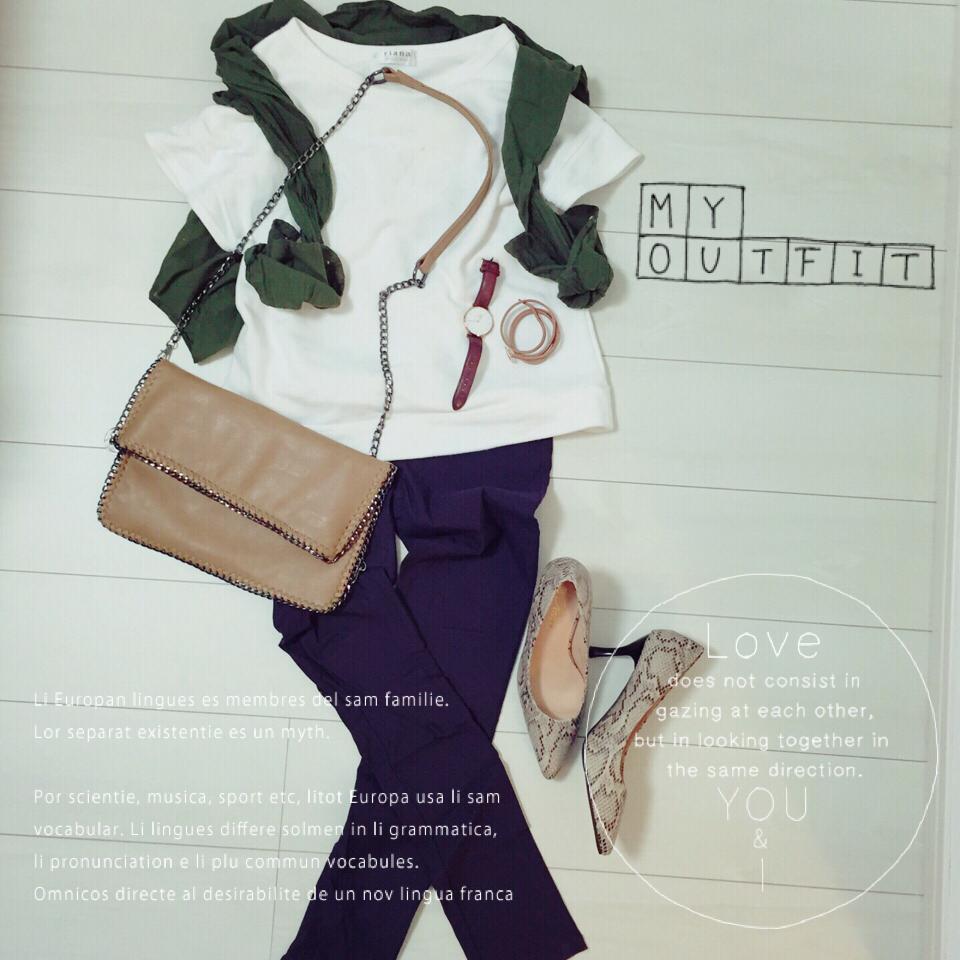 MY
OUTFIT
Love
does not consist in
gazing at each other,
but in looking together in
the same direction.
YOU
&
I
Li Europan lingues es membres del sam familie.
Lor separat existentie es un myth.
Por scientie, musica, sport etc, litot Europa usa li sam
vocabular. Li lingues differe solmen in li grammatica,
li pronunciation e li plu commun vocabules.
Omnicos directe al desirabilite de un nov lingua franca